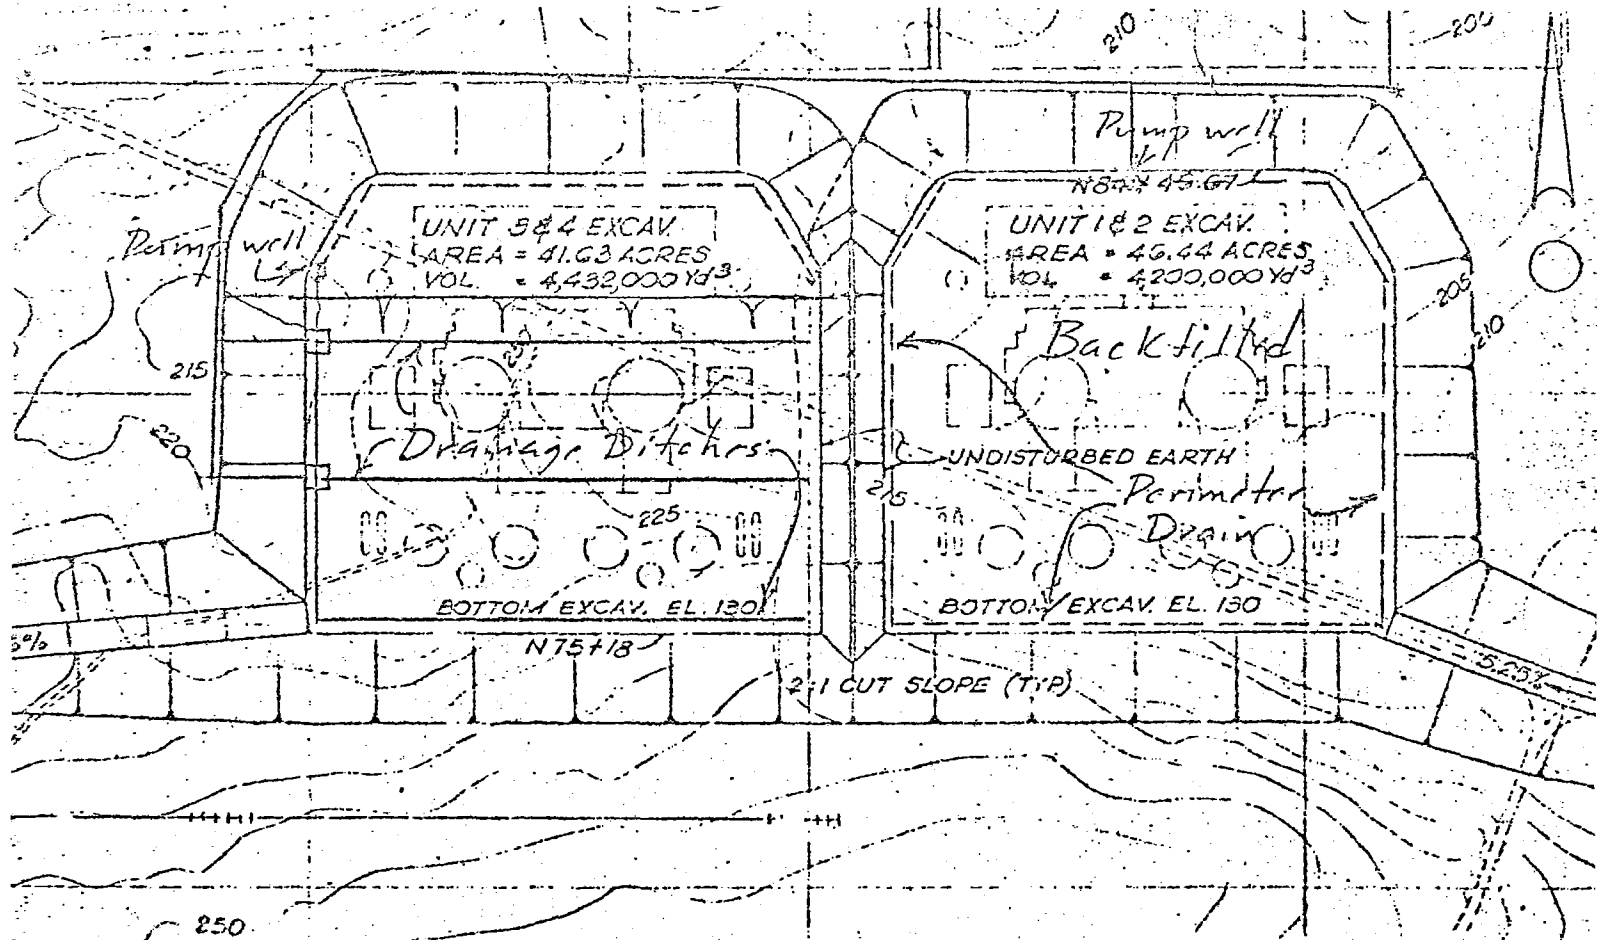 210
200
Pump well
N84+45.67
UNIT 3&4 EXCAV.
AREA = 41.63 ACRES
VOL. = 4,432,000 Yd³
UNIT 1&2 EXCAV.
AREA = 46.44 ACRES
VOL = 4200,000 Yd³
Pump well
205
210
Backfilled
215
220
Drainage Ditches
UNDISTURBED EARTH
215
Perimeter
Drain
225
BOTTOM EXCAV. EL. 130
BOTTOM EXCAV. EL. 130
N75+18
5.25%
2:1 CUT SLOPE (TYP)
250